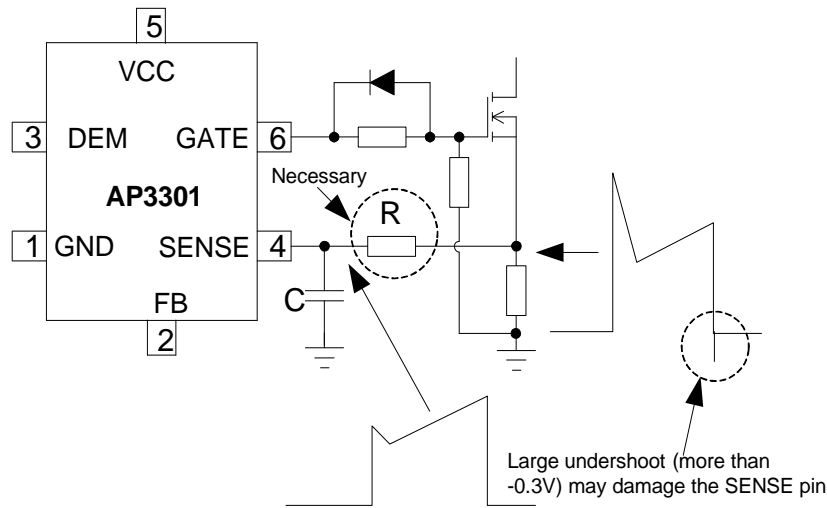 5
VCC
3 DEM GATE 6
Necessary
AP3301
R
1 GND SENSE 4
C
FB
2
Large undershoot (more than
-0.3V) may damage the SENSE pin